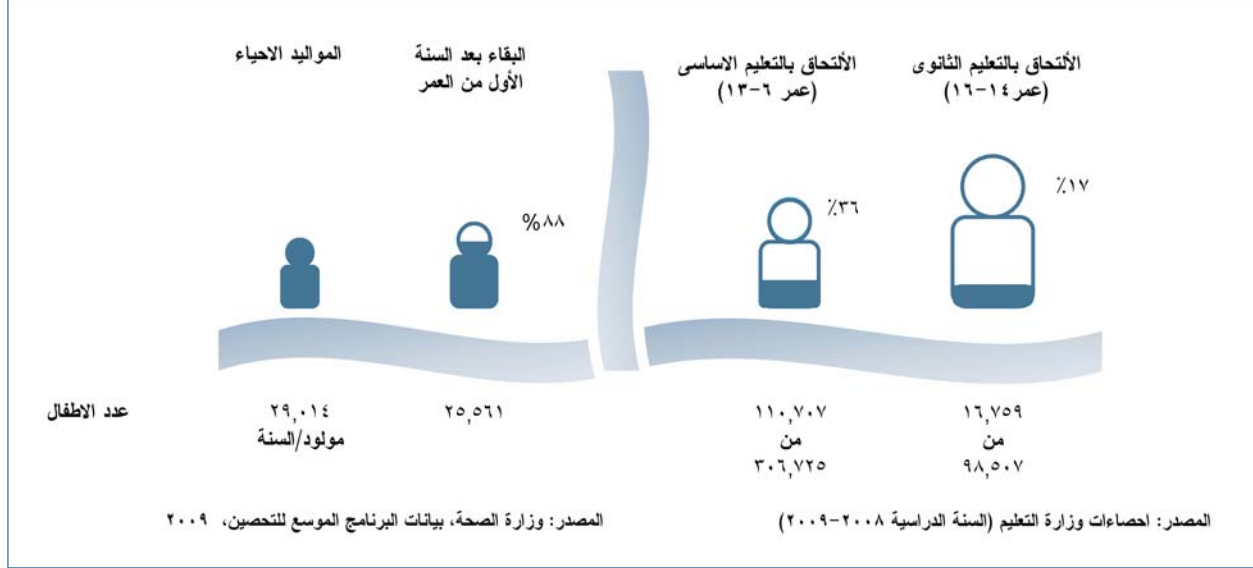 المواليد الاحياء
البقاء بعد السنة
الأول من العمر
الألتحاق بالتعليم الاساسى
(عمر ٦-١٣)
الألتحاق بالتعليم الثانوى
(عمر ١٤-١٦)
%٨٨
٪٣٦
٪١٧
عدد الاطفال
٢٩,٠١٤
مولود/السنة
٢٥,٥٦١
١١٠,٧٠٧
من
٣٠٦,٧٢٥
١٦,٧٥٩
من
٩٨,٥٠٧
المصدر: وزارة الصحة، بيانات البرنامج الموسع للتحصين، ٢٠٠٩
المصدر: احصاءات وزارة التعليم (السنة الدراسية ٢٠٠٨-٢٠٠٩)